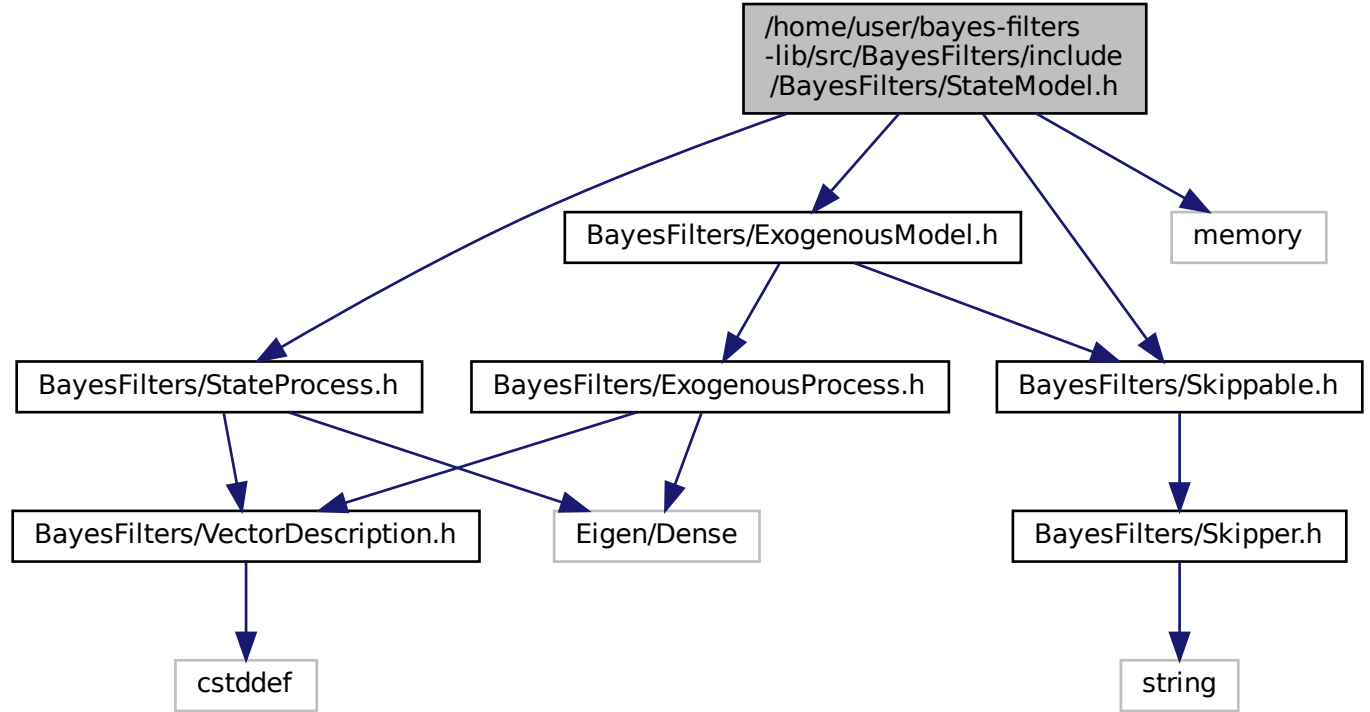 /home/user/bayes-filters
-lib/src/BayesFilters/include
/BayesFilters/StateModel.h
BayesFilters/ExogenousModel.h
memory
BayesFilters/StateProcess.h
BayesFilters/ExogenousProcess.h
BayesFilters/Skippable.h
BayesFilters/VectorDescription.h
Eigen/Dense
BayesFilters/Skipper.h
cstddef
string